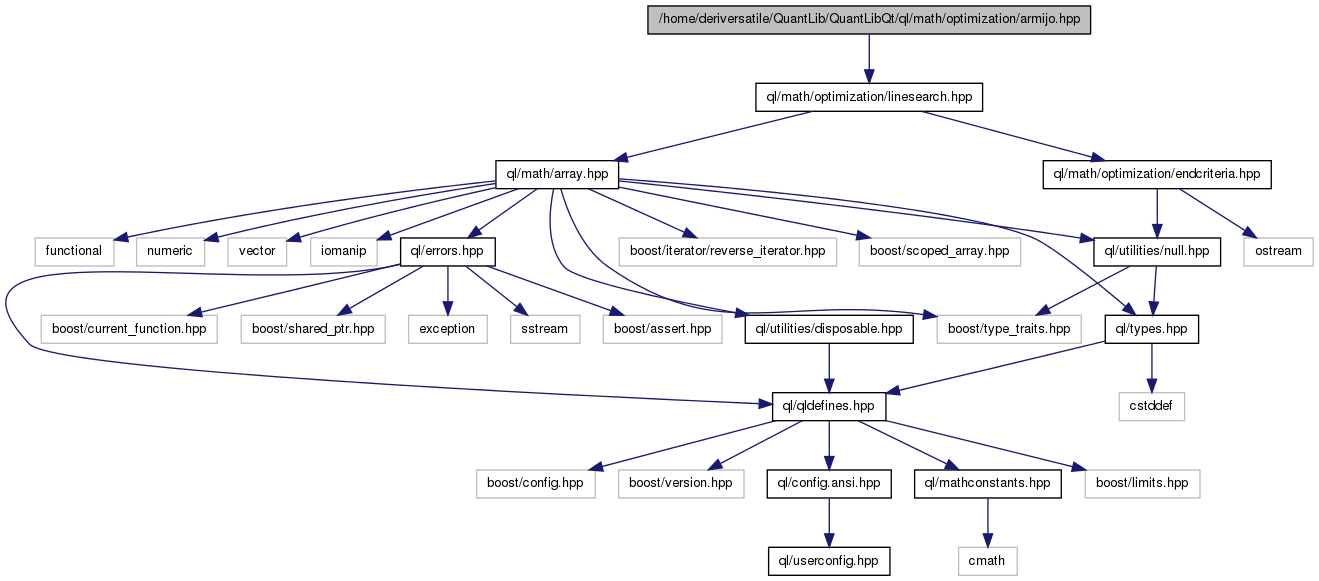 /home/deriversatile/QuantLib/QuantLibQt/ql/math/optimization/armijo.hpp
ql/math/optimization/linesearch.hpp
ql/math/array.hpp
ql/math/optimization/endcriteria.hpp
functional
numeric
vector
iomanip
ql/errors.hpp
boost/iterator/reverse_iterator.hpp
boost/scoped_array.hpp
ql/utilities/null.hpp
ostream
boost/current_function.hpp
boost/shared_ptr.hpp
exception
sstream
boost/assert.hpp
ql/utilities/disposable.hpp
boost/type_traits.hpp
ql/types.hpp
ql/qldefines.hpp
cstddef
boost/config.hpp
boost/version.hpp
ql/config.ansi.hpp
ql/mathconstants.hpp
boost/limits.hpp
ql/userconfig.hpp
cmath